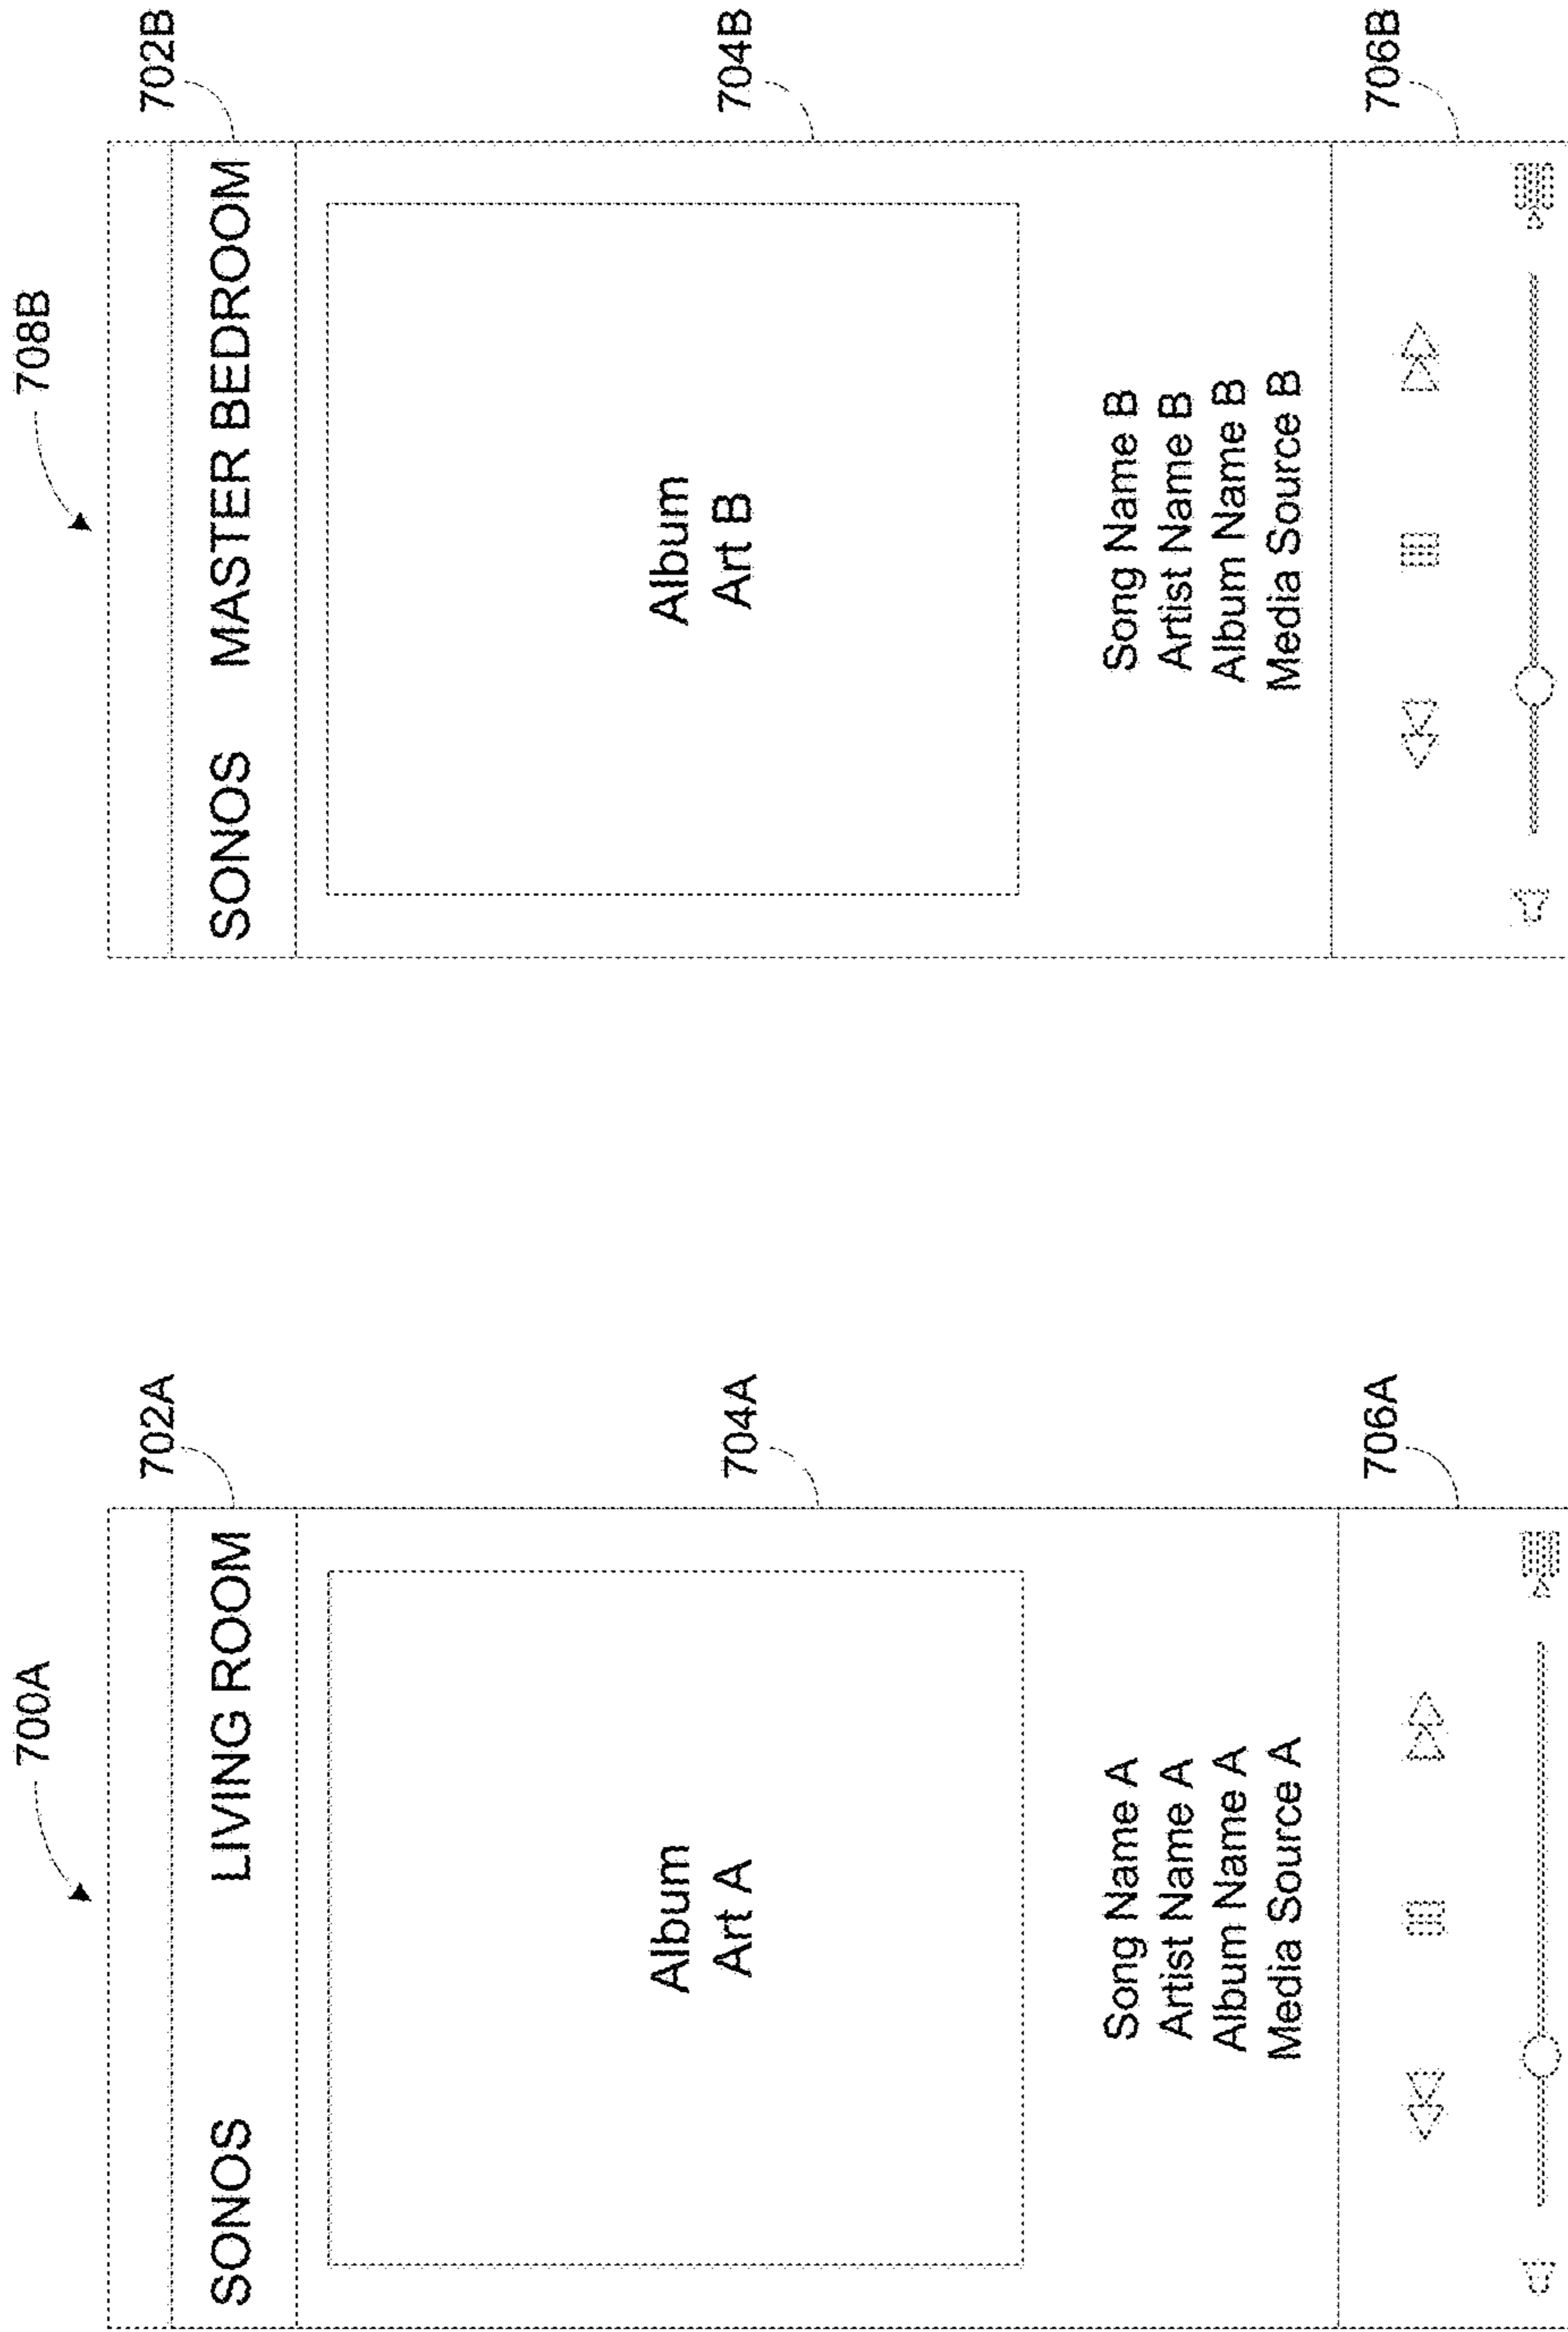 700A
SONOS LIVING ROOM
702A
Album
Art A
704A
Song Name A
Artist Name A
Album Name A
Media Source A
706A
708B
SONOS MASTER BEDROOM
702B
Album
Art B
704B
Song Name B
Artist Name B
Album Name B
Media Source B
706B